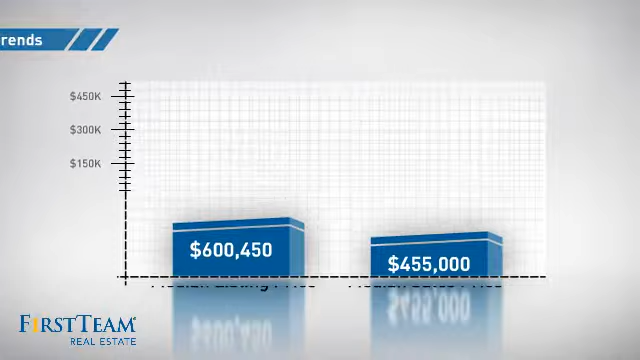 rends
$450K
$300K
$150K
$600,450
$455,000
FIRSTTEAM®
REAL ESTATE